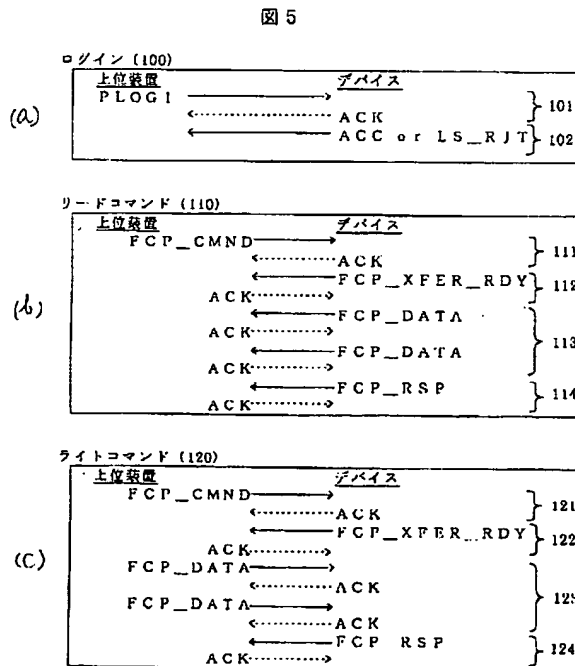 図5
ログイン (100)
上位装置 デバイス
(a)
PLOGI
ACK
101
ACC or LS_RJT
102
リードコマンド (110)
上位装置 デバイス
(b)
FCP_CMND
ACK
111
FCP_XFER_RDY
ACK
112
FCP_DATA
ACK
FCP_DATA
ACK
113
FCP_RSP
ACK
114
ライトコマンド (120)
上位装置 デバイス
(c)
FCP_CMND
ACK
121
FCP_XFER_RDY
ACK
122
FCP_DATA
ACK
FCP_DATA
ACK
123
FCP_RSP
ACK
124